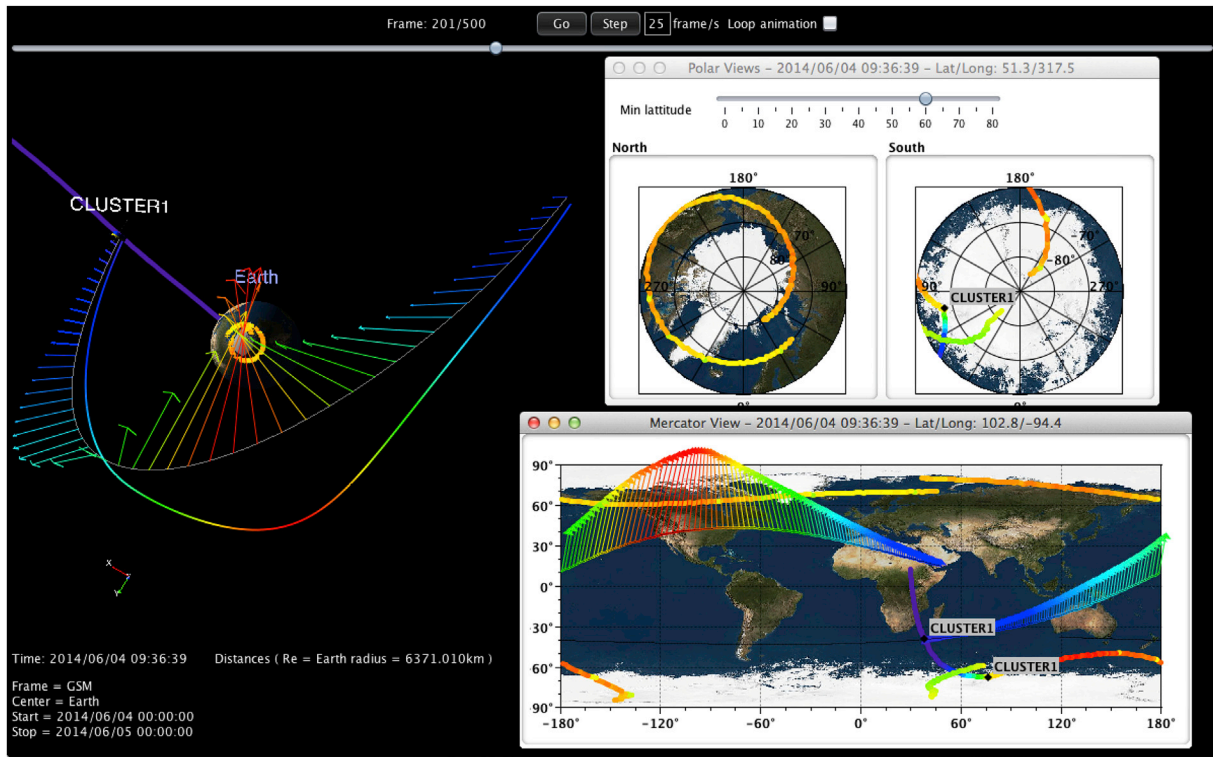 Frame: 201/500 Go Step 25 frame/s Loop animation
Polar Views – 2014/06/04 09:36:39 – Lat/Long: 51.3/317.5
Min lattitude
0 10 20 30 40 50 60 70 80
North South
180° 180°
CLUSTER1
Earth
70° -70°
80 -80°
270° 90° 90° 270°
CLUSTER1
0° 0°
Mercator View – 2014/06/04 09:36:39 – Lat/Long: 102.8/-94.4
90°
60°
30°
0°
-30°
-60°
-90°
CLUSTER1
CLUSTER1
-180° -120° -60° 0° 60° 120° 180°
X
Y
Time: 2014/06/04 09:36:39 Distances ( Re = Earth radius = 6371.010km )
Frame = GSM
Center = Earth
Start = 2014/06/04 00:00:00
Stop = 2014/06/05 00:00:00